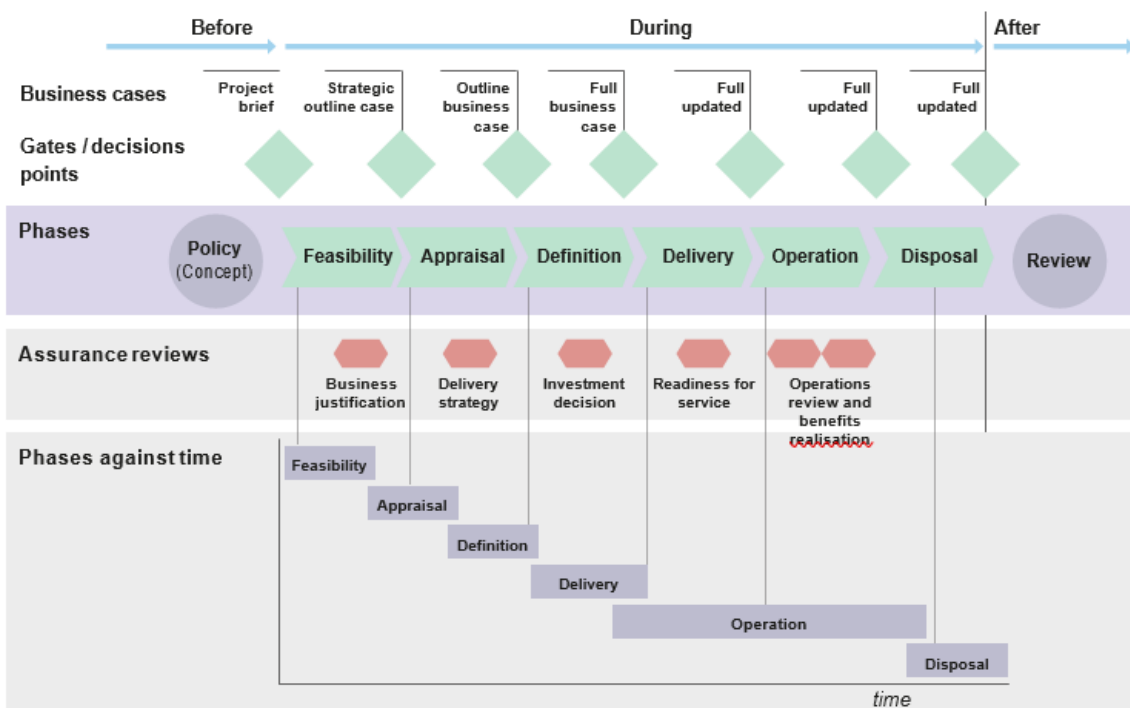 Before
During
After
Business cases
Project
brief
Strategic
outline case
Outline
business
case
Full
business
case
Full
updated
Full
updated
Full
updated
Gates / decisions
points
Phases
Policy
(Concept)
Feasibility
Appraisal
Definition
Delivery
Operation
Disposal
Review
Assurance reviews
Business
justification
Delivery
strategy
Investment
decision
Readiness for
service
Operations
review and
benefits
realisation
Phases against time
Feasibility
Appraisal
Definition
Delivery
Operation
Disposal
time